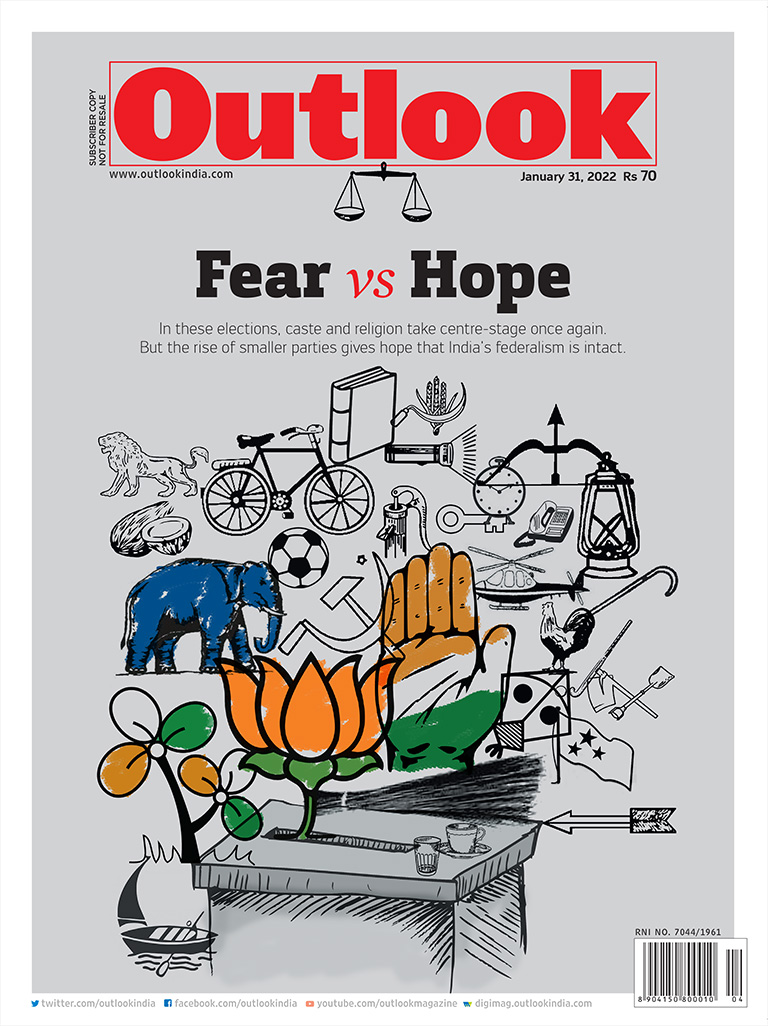 SUBSCRIBER COPY
NOT FOR RESALE
Outlook
www.outlookindia.com
January 31, 2022 Rs 70
Fear vs Hope
In these elections, caste and religion take centre-stage once again.
But the rise of smaller parties gives hope that India's federalism is intact.
RNI NO. 7044/1961
8 904150 800010
04
twitter.com/outlookindia facebook.com/outlookindia youtube.com/outlookmagazine digimag.outlookindia.com